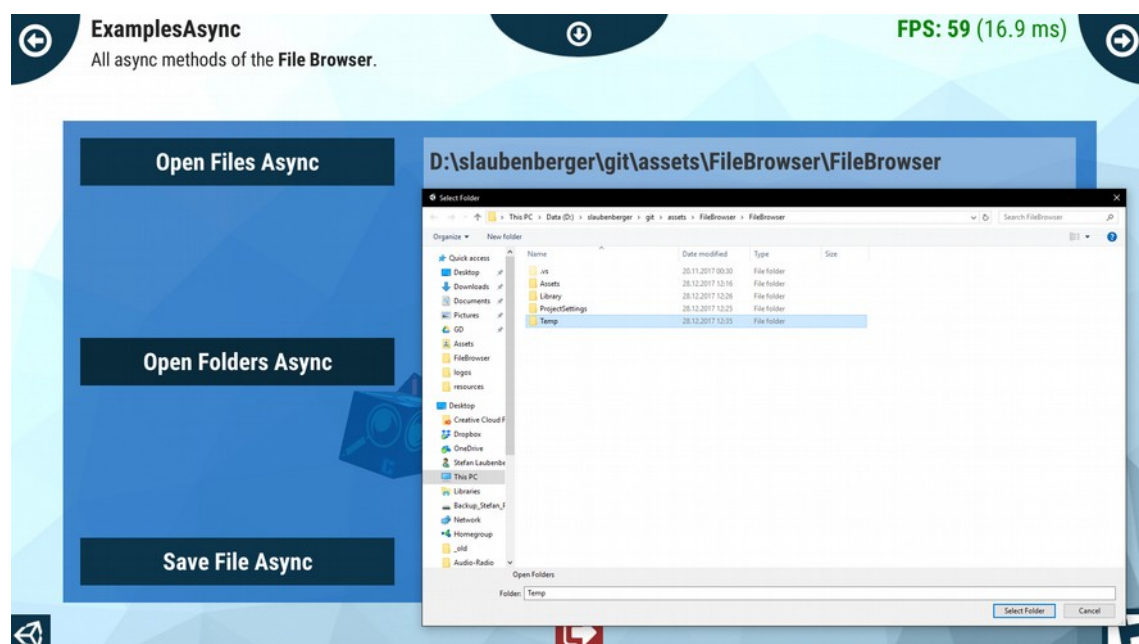 ExamplesAsync
FPS: 59 (16.9 ms)
All async methods of the File Browser.
Open Files Async
D:\slaubenberger\git\assets\FileBrowser\FileBrowser
Select Folder
This PC › Data (D:) › slaubenberger › git › assets › FileBrowser › FileBrowser
Search FileBrowser
Organize
New folder
Name Date modified Type Size
Quick access
Desktop
Downloads
Documents
Pictures
GD
Assets
FileBrowser
logos
resources
Desktop
Creative Cloud F
Dropbox
OneDrive
Stefan Laubenbe
This PC
Libraries
Backup_Stefan_F
Network
Homegroup
_old
Audio-Radio
.vs 20.11.2017 00:30 File folder
Assets 28.12.2017 12:16 File folder
Library 28.12.2017 12:26 File folder
ProjectSettings 28.12.2017 12:25 File folder
Temp 28.12.2017 12:35 File folder
Open Folders Async
Save File Async
Open Folders
Folder: Temp
Select Folder Cancel